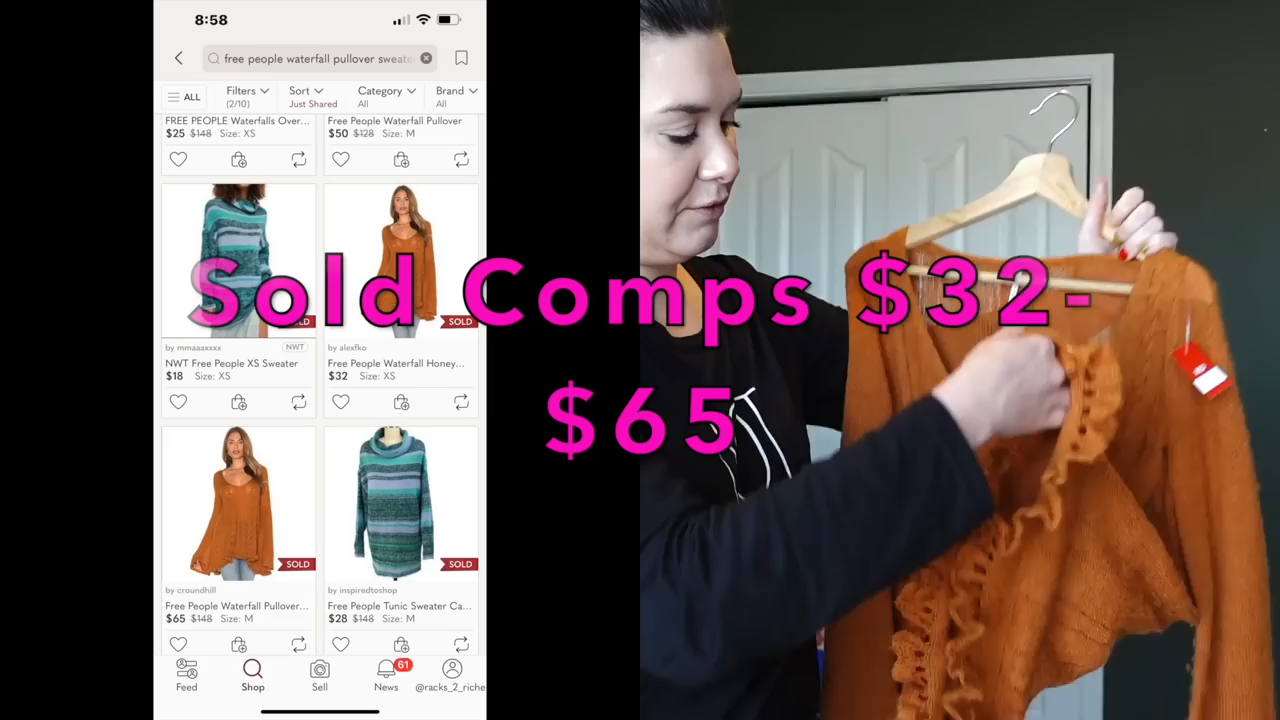 8:58
free people waterfall pullover sweate
ALL
Filters
(2/10)
Sort
Just Shared
Category
All
Brand
All
FREE PEOPLE Waterfalls Over...
$25 $148 Size: XS
Free People Waterfall Pullover
$50 $128 Size: M
SOLD
by mmaaaxxxx
NWT
NWT Free People XS Sweater
$18 Size: XS
SOLD
by alexfko
Free People Waterfall Honey...
$32 Size: XS
Sold Comps $32-
$65
SOLD
by croundhill
Free People Waterfall Pullover...
$65 $148 Size: M
SOLD
by inspiredtoshop
Free People Tunic Sweater Ca...
$28 $148 Size: M
Feed
Shop
Sell
61
News
@racks_2_riche